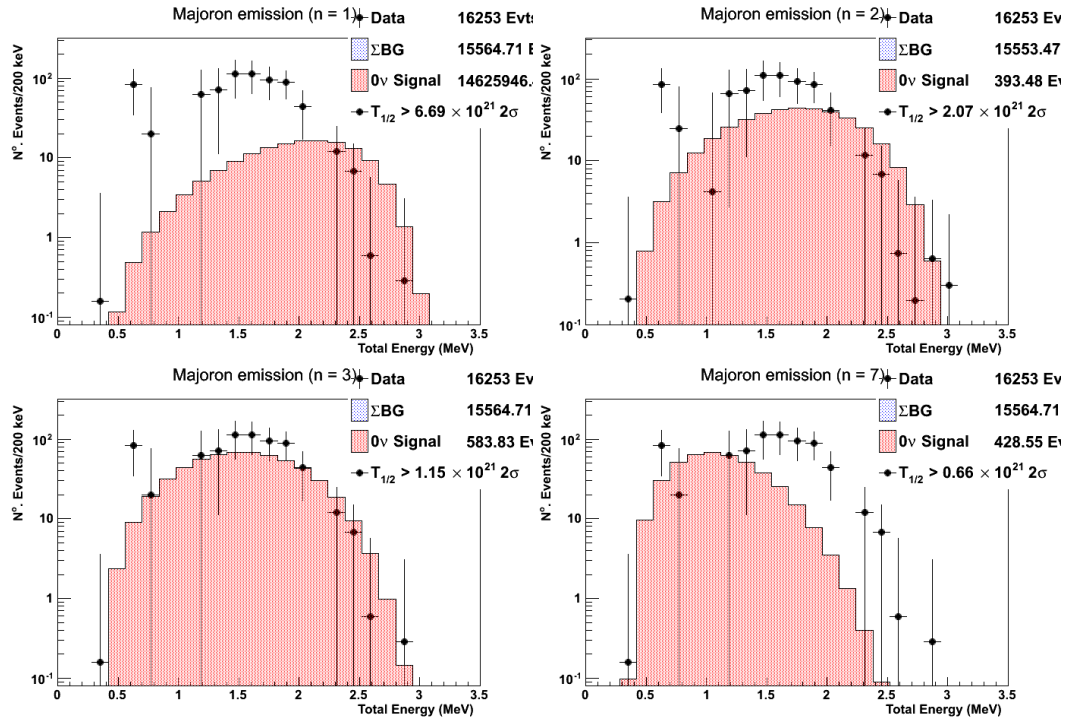 Majoron emission (n = 1)
Data 16253 Evts
ΣBG 15564.71 E
0ν Signal 14625946.
T1/2 > 6.69 × 10^21 2σ
Nº. Events/200 keV
10^2
10
1
10^-1
0 0.5 1 1.5 2 2.5 3 3.5
Total Energy (MeV)
Majoron emission (n = 2)
Data 16253 Ev
ΣBG 15553.47
0ν Signal 393.48 Ev
T1/2 > 2.07 × 10^21 2σ
Nº. Events/200 keV
10^2
10
1
10^-1
0 0.5 1 1.5 2 2.5 3 3.5
Total Energy (MeV)
Majoron emission (n = 3)
Data 16253 Ev
ΣBG 15564.71
0ν Signal 583.83 Ev
T1/2 > 1.15 × 10^21 2σ
Nº. Events/200 keV
10^2
10
1
10^-1
0 0.5 1 1.5 2 2.5 3 3.5
Total Energy (MeV)
Majoron emission (n = 7)
Data 16253 Ev
ΣBG 15564.71
0ν Signal 428.55 Ev
T1/2 > 0.66 × 10^21 2σ
Nº. Events/200 keV
10^2
10
1
10^-1
0 0.5 1 1.5 2 2.5 3 3.5
Total Energy (MeV)